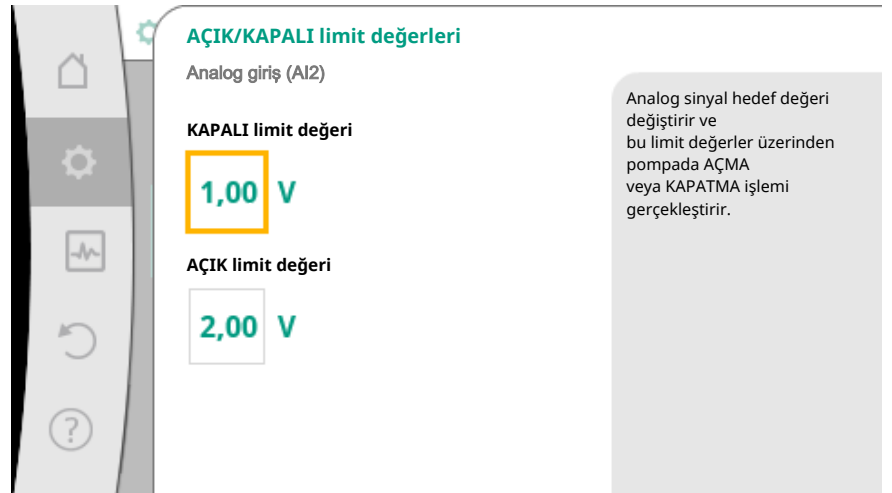 AÇIK/KAPALI limit değerleri
Analog giriş (AI2)
KAPALI limit değeri
1,00 V
AÇIK limit değeri
2,00 V
Analog sinyal hedef değeri
değiştirir ve
bu limit değerler üzerinden
pompada AÇMA
veya KAPATMA işlemi
gerçekleştirir.
?